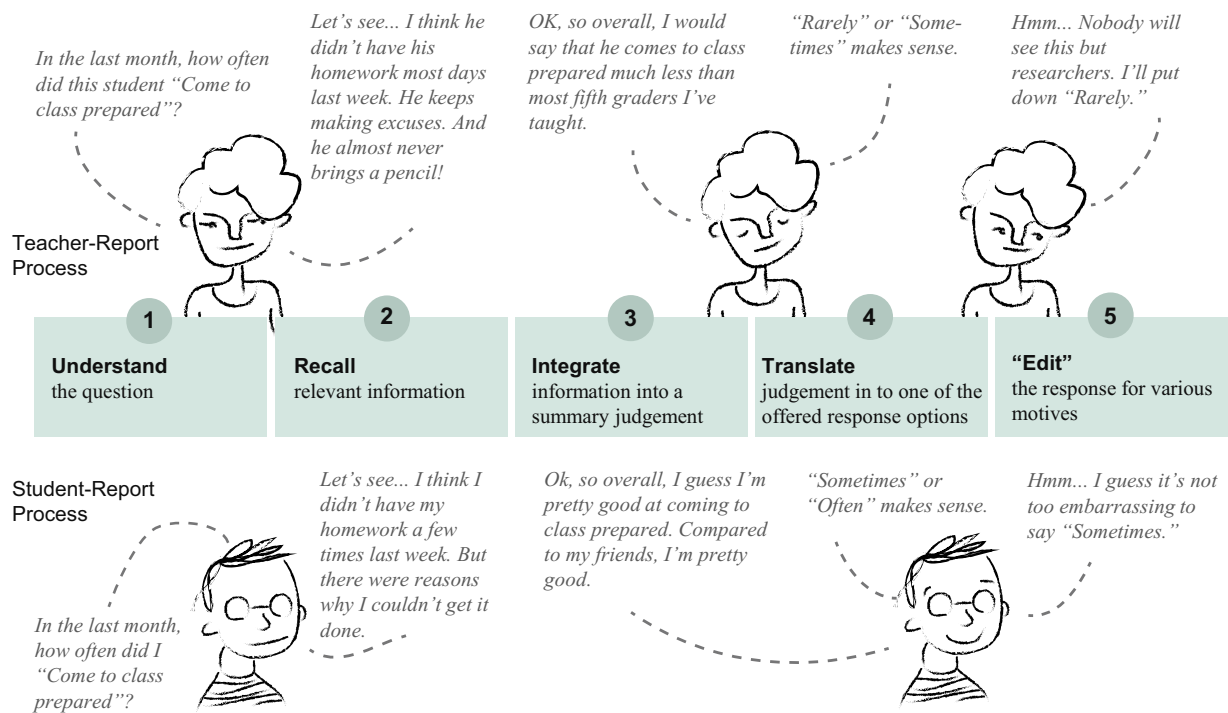 In the last month, how often
did this student “Come to
class prepared”?
Let’s see... I think he
didn’t have his
homework most days
last week. He keeps
making excuses. And
he almost never
brings a pencil!
OK, so overall, I would
say that he comes to class
prepared much less than
most fifth graders I’ve
taught.
“Rarely” or “Some-
times” makes sense.
Hmm... Nobody will
see this but
researchers. I’ll put
down “Rarely.”
Teacher-Report
Process
1
Understand
the question
2
Recall
relevant information
3
Integrate
information into a
summary judgement
4
Translate
judgement in to one of the
offered response options
5
“Edit”
the response for various
motives
Student-Report
Process
In the last month,
how often did I
“Come to class
prepared”?
Let’s see... I think I
didn’t have my
homework a few
times last week. But
there were reasons
why I couldn’t get it
done.
Ok, so overall, I guess I’m
pretty good at coming to
class prepared. Compared
to my friends, I’m pretty
good.
“Sometimes” or
“Often” makes sense.
Hmm... I guess it’s not
too embarrassing to
say “Sometimes.”